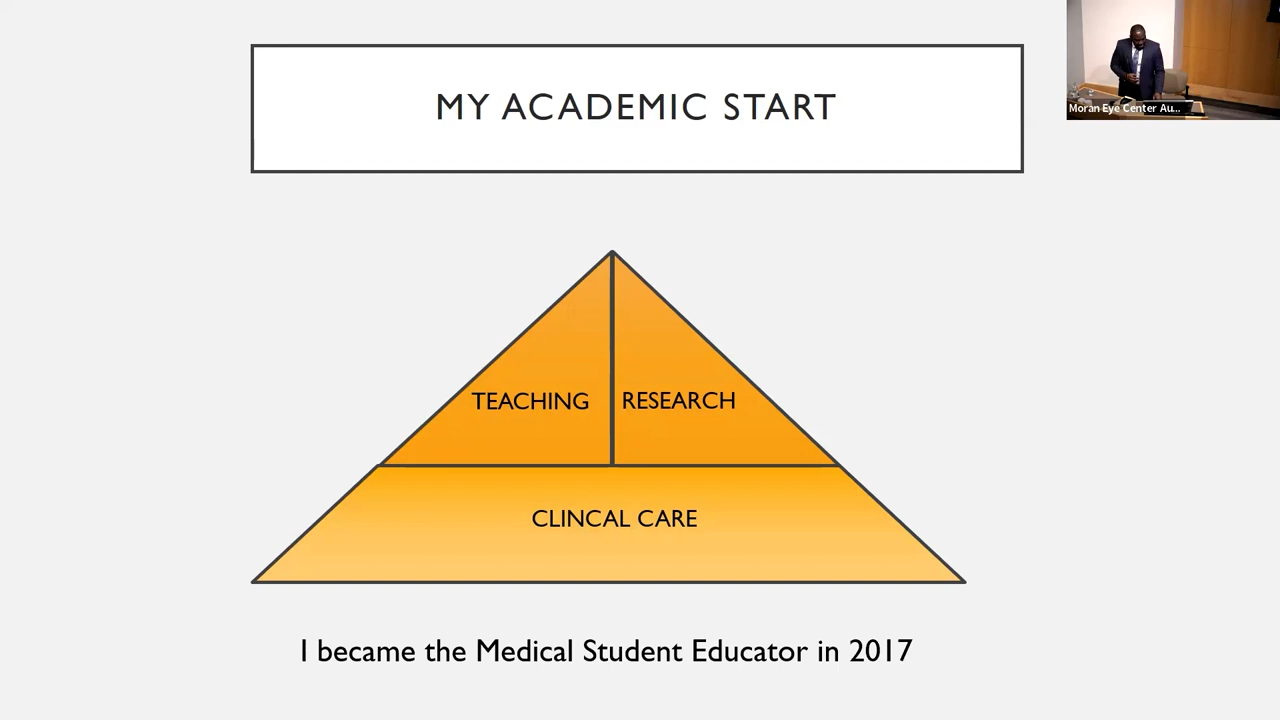 MY ACADEMIC START
Moran Eye Center Au...
TEACHING
RESEARCH
CLINCAL CARE
I became the Medical Student Educator in 2017